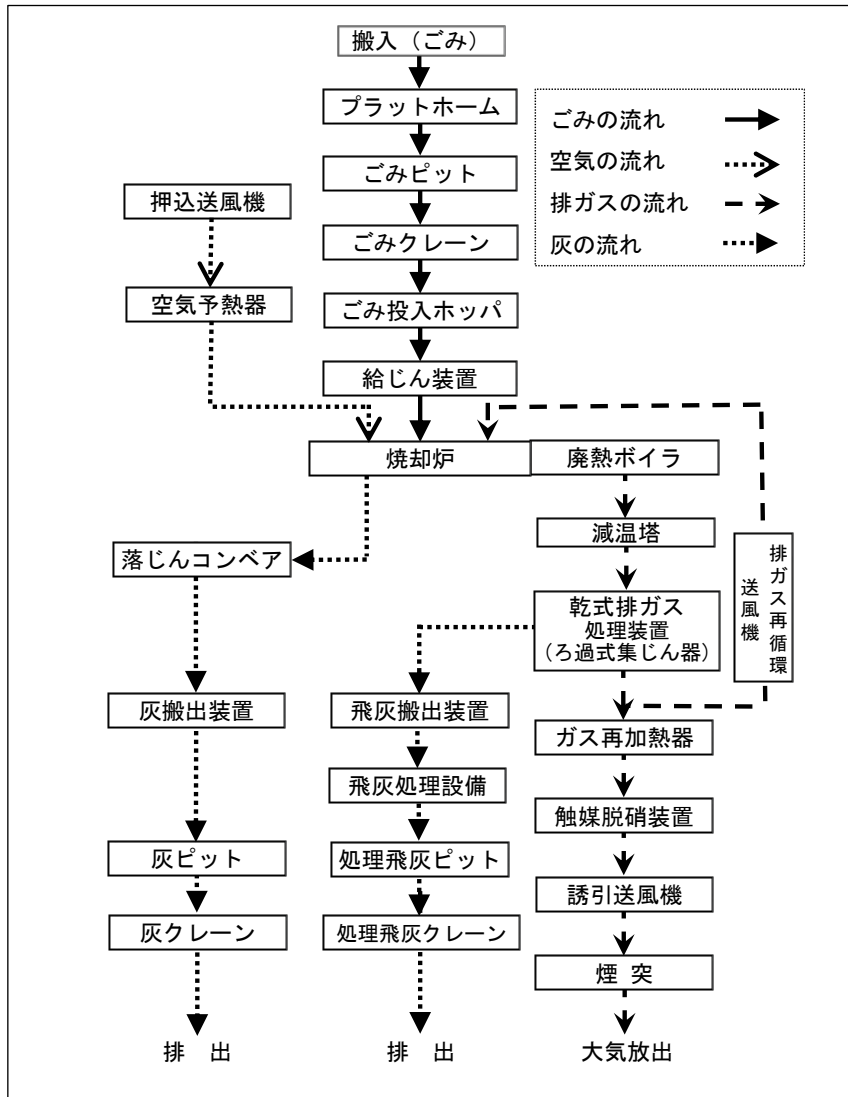 搬入（ごみ）
プラットホーム
ごみピット
ごみクレーン
ごみ投入ホッパ
給じん装置
ごみの流れ
空気の流れ
排ガスの流れ
灰の流れ
押込送風機
空気予熱器
焼却炉
廃熱ボイラ
減温塔
乾式排ガス
処理装置
（ろ過式集じん器）
排ガス再循環
送風機
落じんコンベア
灰搬出装置
灰ピット
灰クレーン
排 出
飛灰搬出装置
飛灰処理設備
処理飛灰ピット
処理飛灰クレーン
排 出
ガス再加熱器
触媒脱硝装置
誘引送風機
煙 突
大気放出